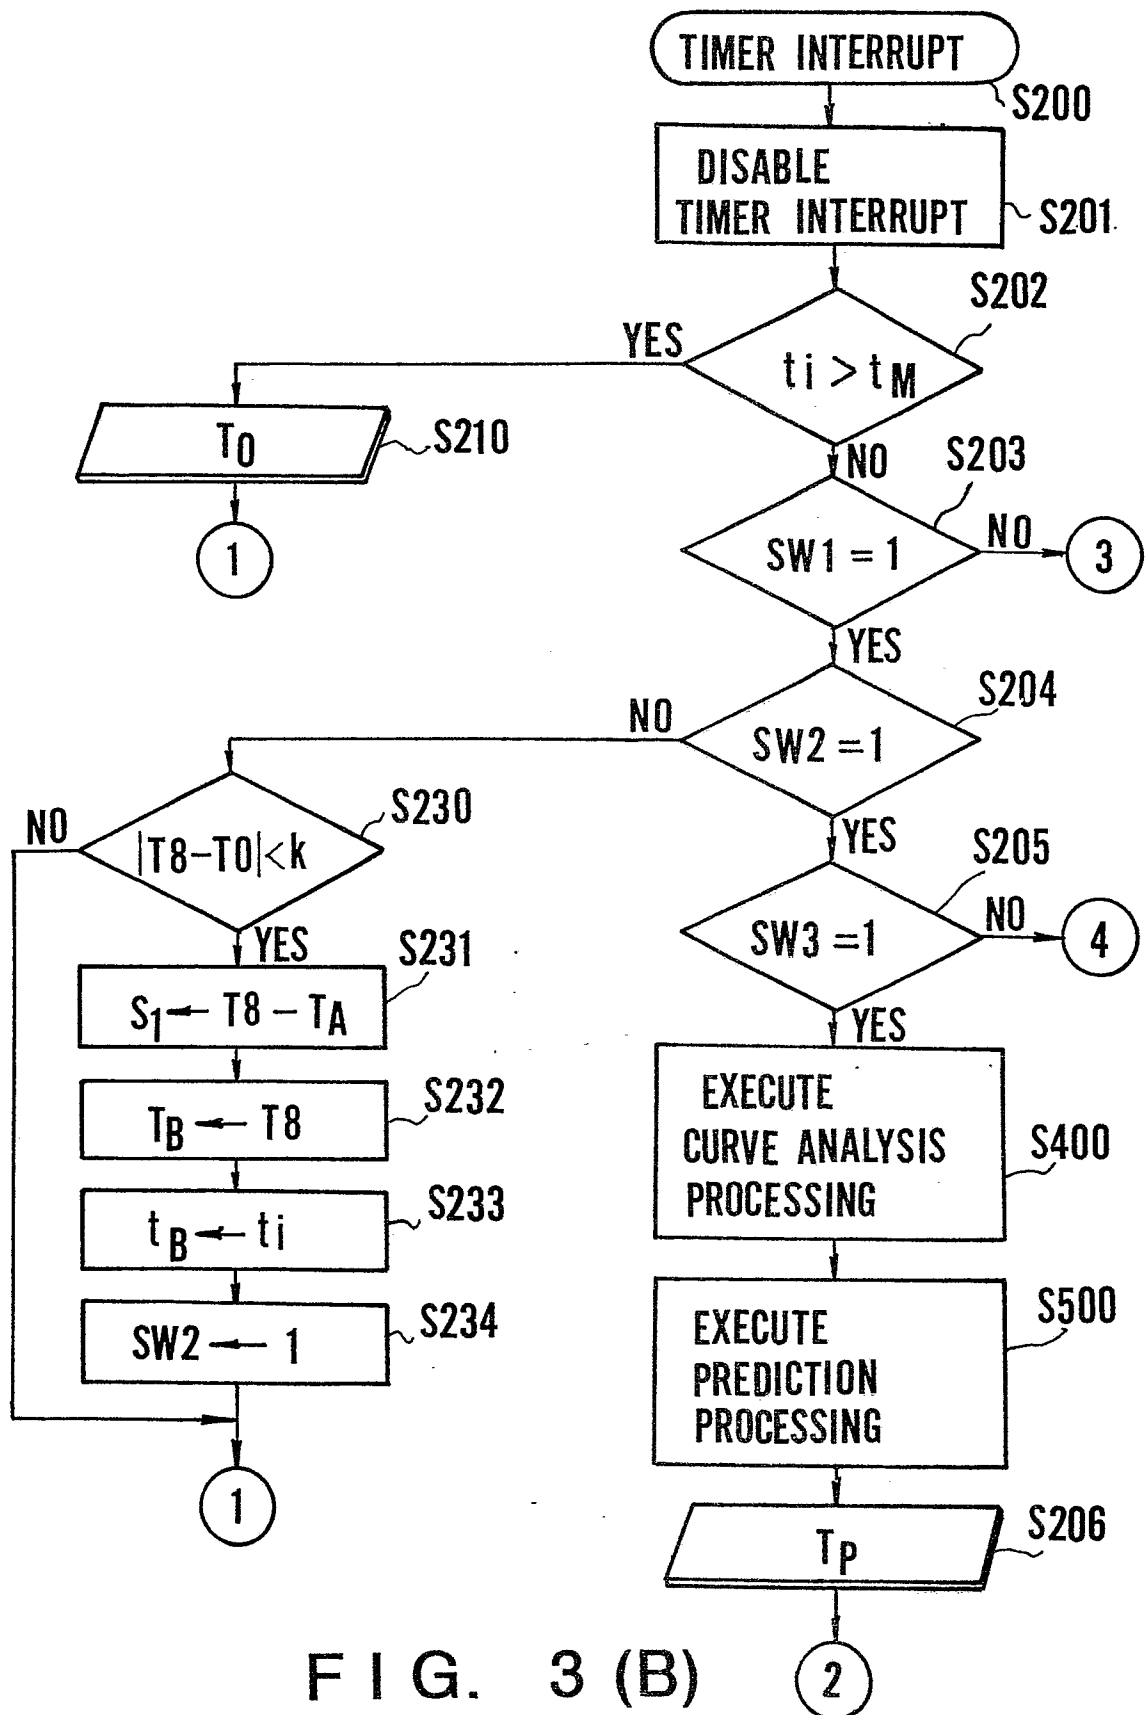 TIMER INTERRUPT
S200
DISABLE
TIMER INTERRUPT
S201
S202
ti > tM
YES
NO
T0
S210
1
S203
SW1 = 1
NO
3
YES
S204
SW2 = 1
NO
YES
S230
|T8-T0|<k
NO
YES
S205
SW3 = 1
NO
4
YES
S231
S1 ← T8 - TA
S232
TB ← T8
S233
tB ← ti
S234
SW2 ← 1
1
EXECUTE
CURVE ANALYSIS
PROCESSING
S400
EXECUTE
PREDICTION
PROCESSING
S500
TP
S206
2
FIG. 3 (B)